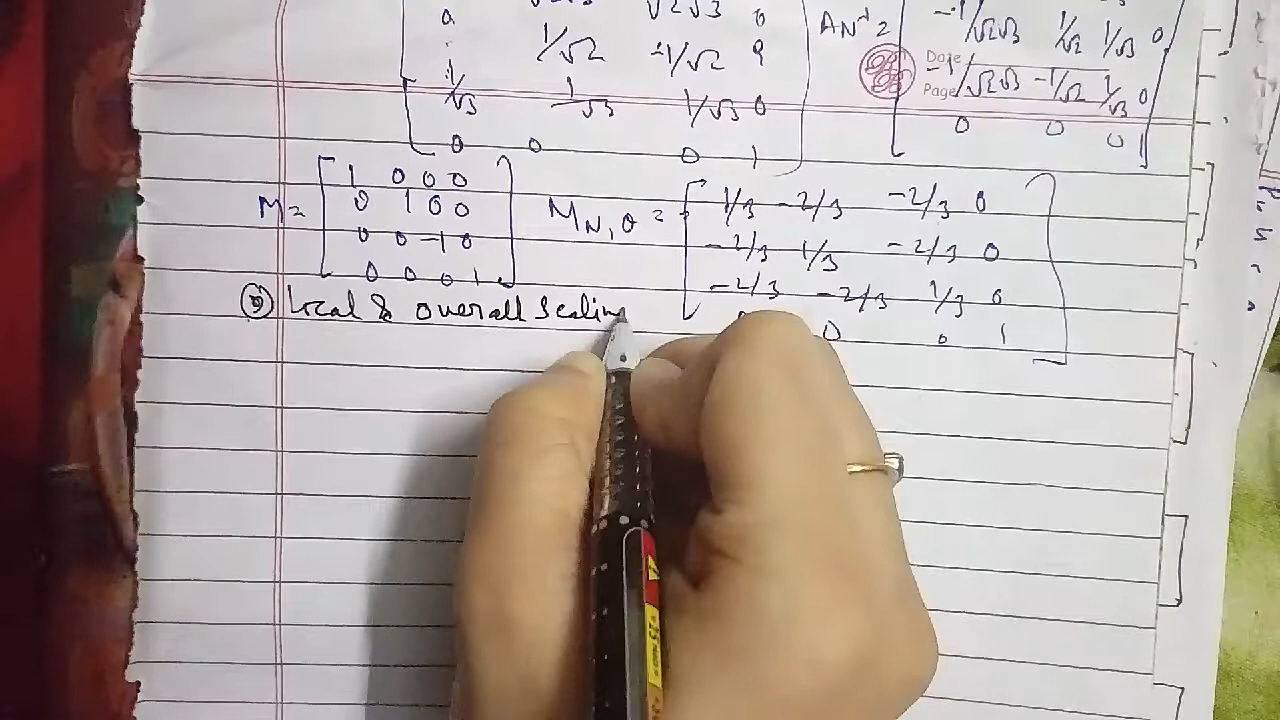 0 1/√2 -1/√2 0
1/√3 1/√3 1/√3 0
0 0 0 1
AN⁻¹ =
-1/√2√3 1/√2 1/√3 0
Date
Page
-1/√2√3 -1/√2 1/√3 0
0 0 0 1
M =
1 0 0 0
0 1 0 0
0 0 -1 0
0 0 0 1
M N,O =
1/3 -2/3 -2/3 0
-2/3 1/3 -2/3 0
-2/3 -2/3 1/3 0
0 0 1
local & overall Scaling